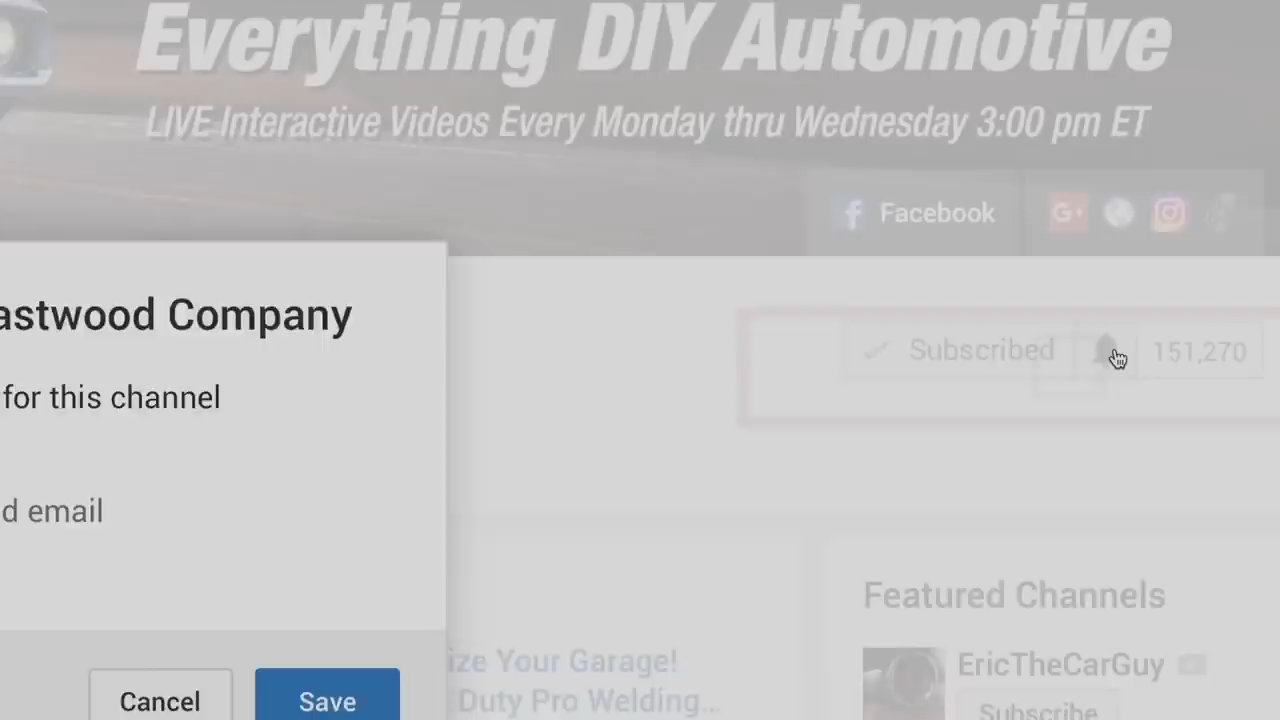 Everything DIY Automotive
LIVE Interactive Videos Every Monday thru Wednesday 3:00 pm ET
Facebook
G+
astwood Company
Subscribed
151,270
for this channel
d email
Featured Channels
ize Your Garage!
EricTheCarGuy
Duty Pro Welding...
Cancel
Save
Subscribe